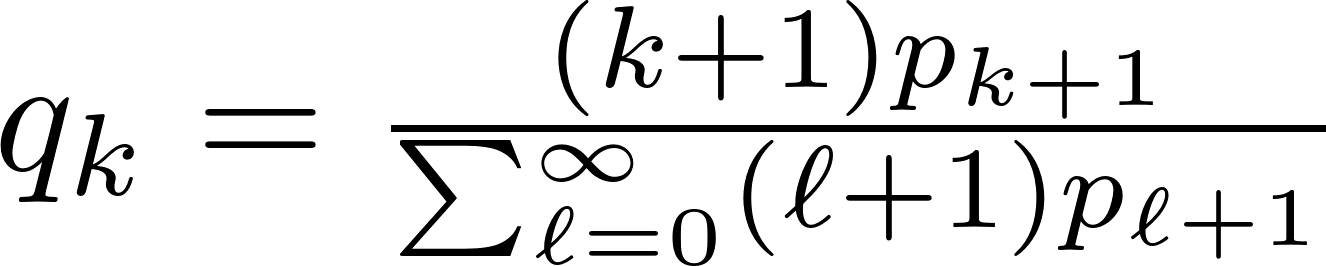 q_k = \frac{(k+1)p_{k+1}}{\sum_{\ell=0}^{\infty}(\ell+1)p_{\ell+1}}